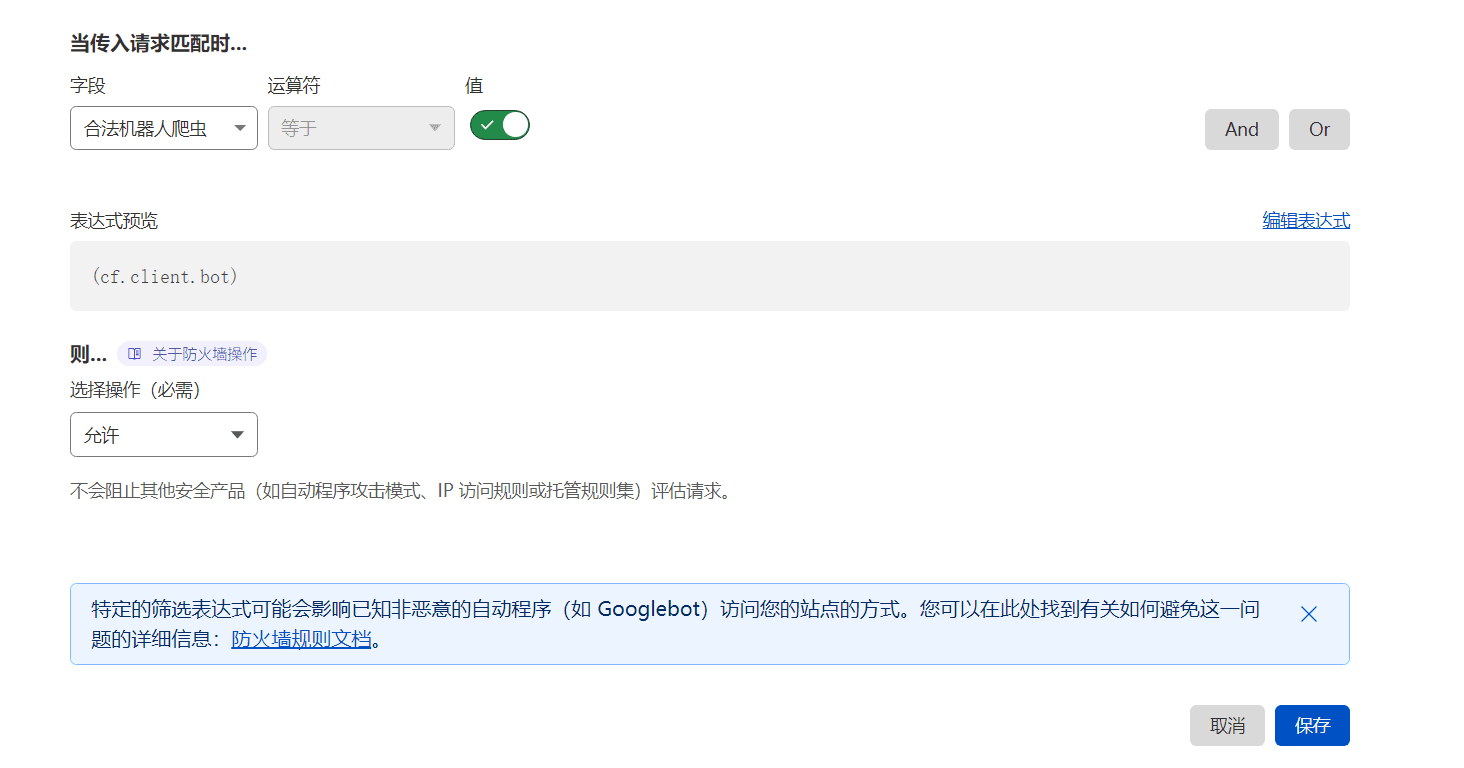 当传入请求匹配时...
字段 运算符 值
合法机器人爬虫 等于 And Or
表达式预览 编辑表达式
(cf.client.bot)
则... 关于防火墙操作
选择操作（必需）
允许
不会阻止其他安全产品（如自动程序攻击模式、IP 访问规则或托管规则集）评估请求。
特定的筛选表达式可能会影响已知非恶意的自动程序（如 Googlebot）访问您的站点的方式。您可以在此处找到有关如何避免这一问
题的详细信息：防火墙规则文档。
取消 保存